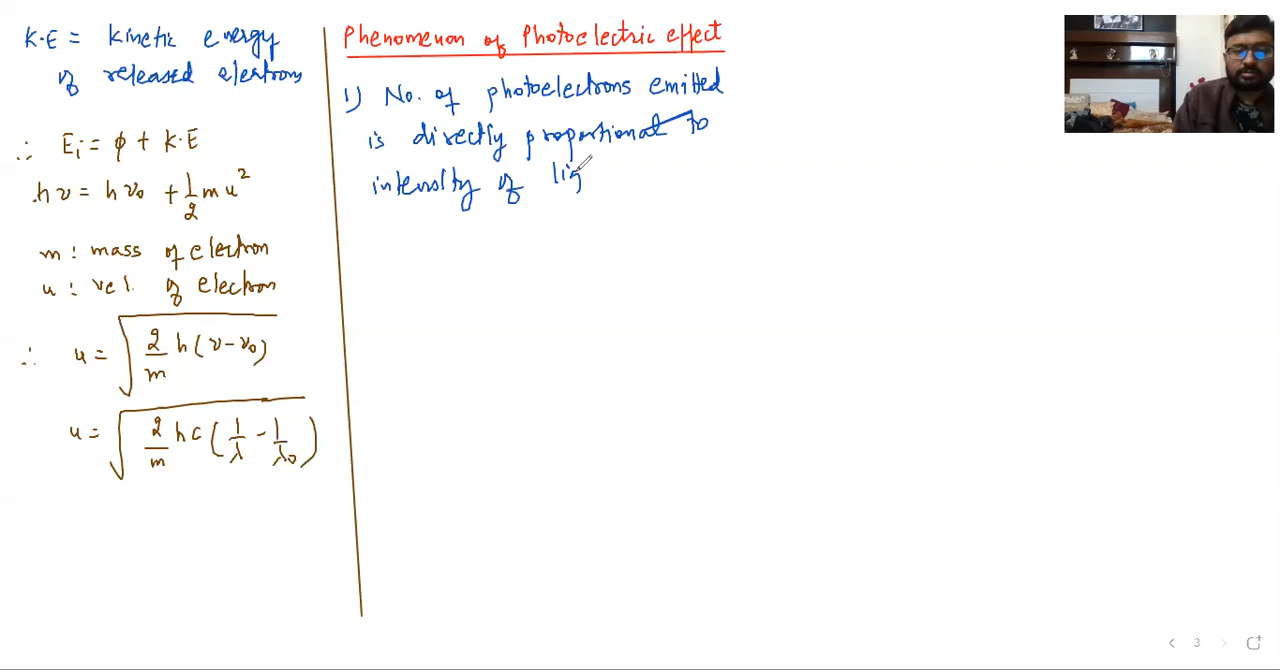 K.E = kinetic energy
of released electrons
∴ Ei = φ + K.E
hν = hν₀ + 1/2 mu²
m : mass of electron
u : vel. of electron
∴ u = √(2/m h(ν-ν₀))
u = √(2/m hc(1/λ - 1/λ₀))
Phenomenon of Photoelectric effect
1) No. of photoelectrons emitted
is directly proportional to
intensity of lig
3